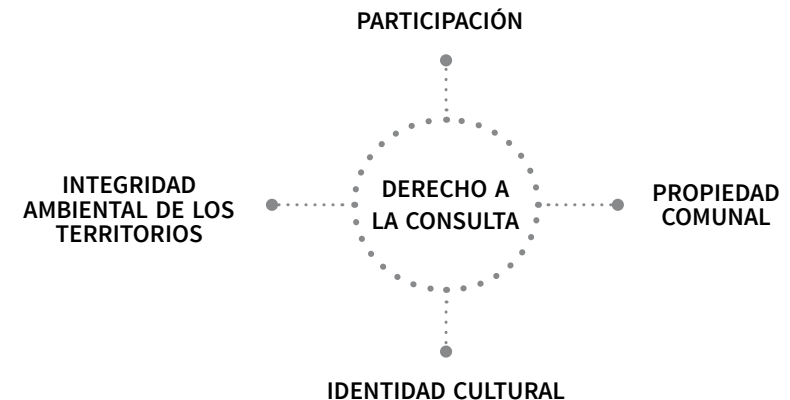 PARTICIPACIÓN
INTEGRIDAD
AMBIENTAL DE LOS
TERRITORIOS
DERECHO A
LA CONSULTA
PROPIEDAD
COMUNAL
IDENTIDAD CULTURAL